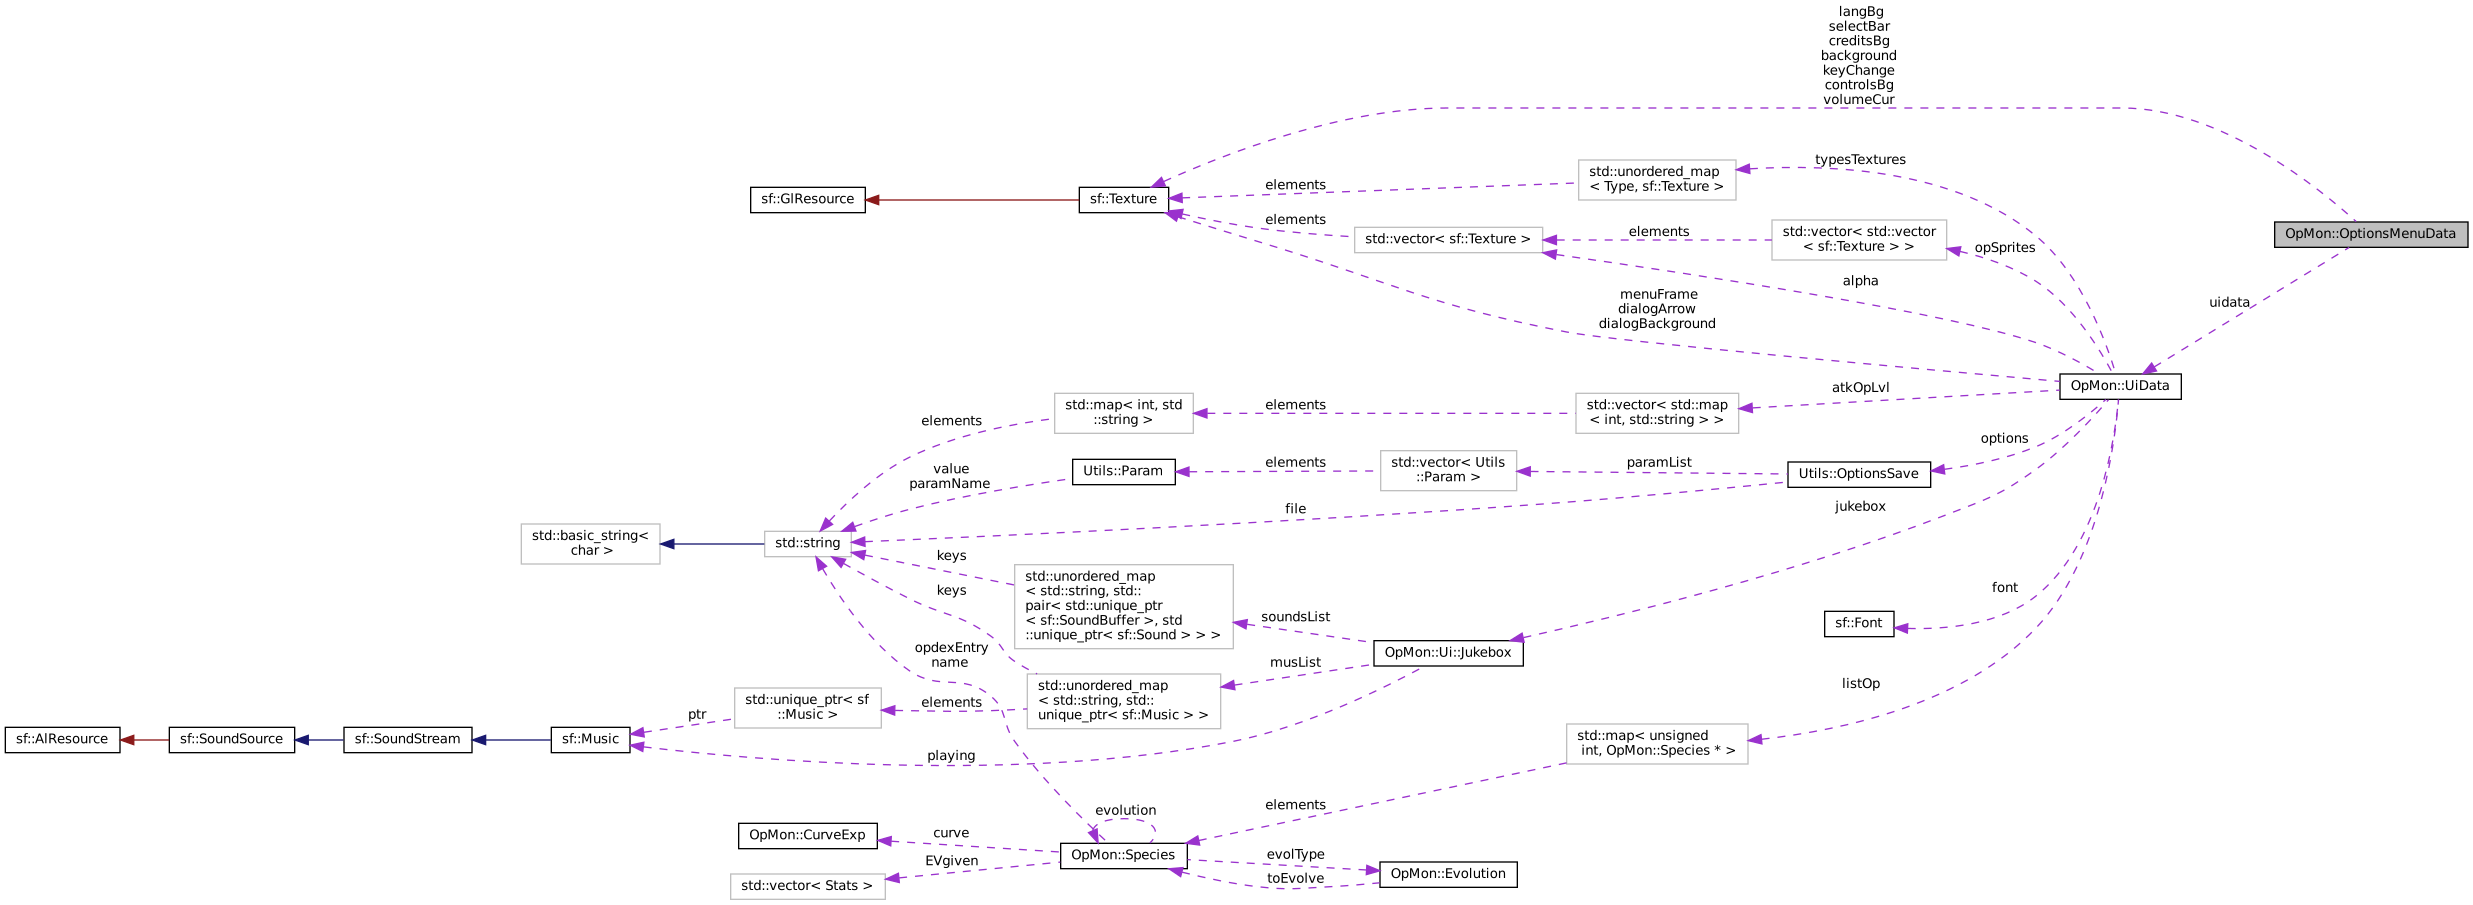 langBg
selectBar
creditsBg
background
keyChange
controlsBg
volumeCur
typesTextures
std::unordered_map
< Type, sf::Texture >
elements
sf::GlResource
sf::Texture
elements
std::vector< sf::Texture >
elements
std::vector< std::vector
< sf::Texture > >
opSprites
OpMon::OptionsMenuData
alpha
menuFrame
dialogArrow
dialogBackground
uidata
OpMon::UiData
atkOpLvl
std::map< int, std
::string >
elements
std::vector< std::map
< int, std::string > >
elements
options
value
paramName
Utils::Param
elements
std::vector< Utils
::Param >
paramList
Utils::OptionsSave
file
jukebox
std::basic_string<
char >
std::string
keys
keys
std::unordered_map
< std::string, std::
pair< std::unique_ptr
< sf::SoundBuffer >, std
::unique_ptr< sf::Sound > > >
soundsList
font
sf::Font
OpMon::Ui::Jukebox
opdexEntry
name
musList
std::unordered_map
< std::string, std::
unique_ptr< sf::Music > >
listOp
std::unique_ptr< sf
::Music >
elements
ptr
sf::AlResource
sf::SoundSource
sf::SoundStream
sf::Music
playing
std::map< unsigned
int, OpMon::Species * >
elements
evolution
OpMon::CurveExp
curve
OpMon::Species
EVgiven
std::vector< Stats >
evolType
toEvolve
OpMon::Evolution